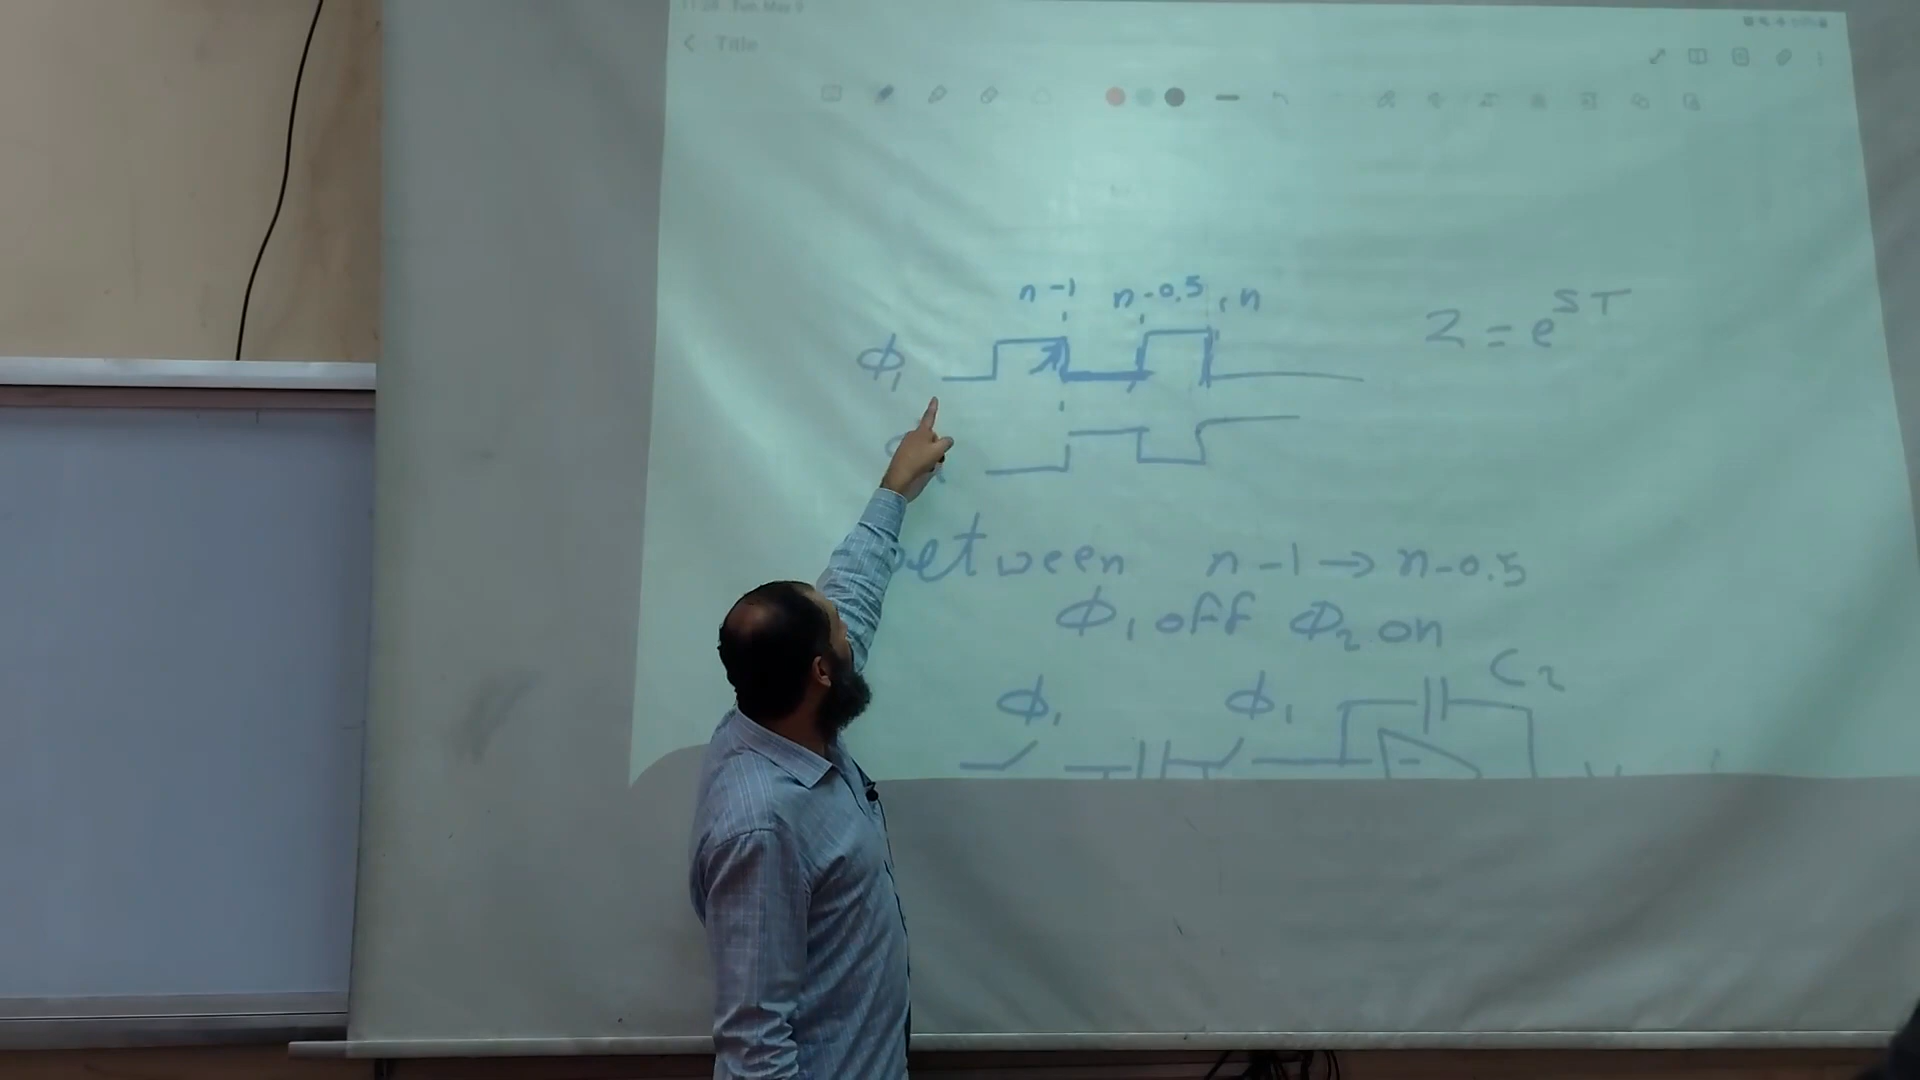 Title
n-1 n-0.5, n
Φ₁
Z = e^{ST}
between n-1 → n-0.5
Φ₁ off Φ₂ on
C₂
Φ₁ Φ₁